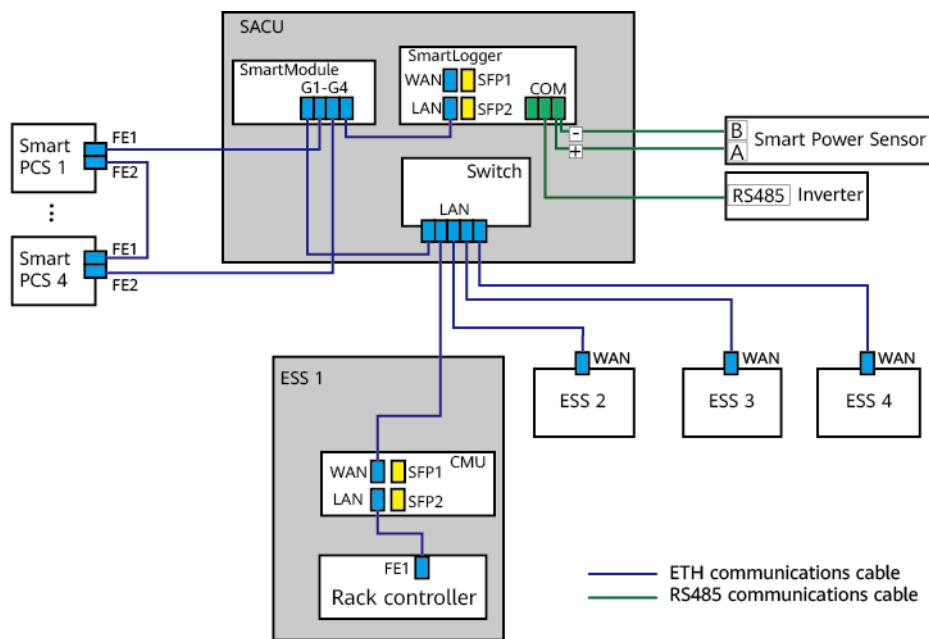 SACU
SmartLogger
SmartModule
G1-G4
WAN
SFP1
COM
LAN
SFP2
-
+
B
A
Smart Power Sensor
RS485
Inverter
Smart
PCS 1
FE1
FE2
...
Smart
PCS 4
FE1
FE2
Switch
LAN
ESS 1
WAN
ESS 2
WAN
ESS 3
WAN
ESS 4
CMU
WAN
SFP1
LAN
SFP2
FE1
Rack controller
ETH communications cable
RS485 communications cable